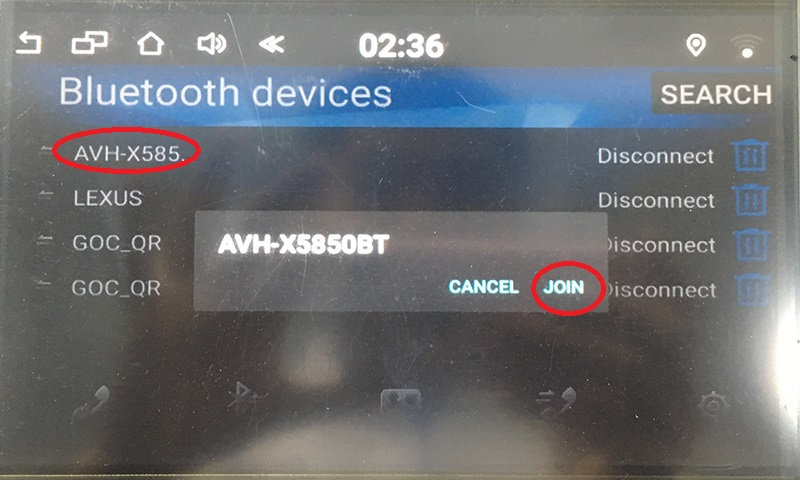 02:36
Bluetooth devices SEARCH
AVH-X585. Disconnect
LEXUS Disconnect
GOC_QR Disconnect
GOC_QR Disconnect
AVH-X5850BT
CANCEL JOIN